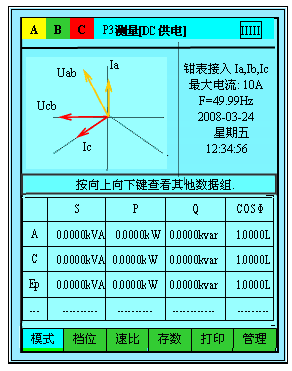 A B C P3测量[DC供电]
Ia
Uab
Ucb
Ic
钳表接入 Ia,Ib,Ic
最大电流: 10A
F=49.99Hz
2008-03-24
星期五
12:34:56
按向上向下键查看其他数据组.
S P Q COSΦ
A 0.0000kVA 0.0000kW 0.0000kvar 1.0000L
C 0.0000kVA 0.0000kW 0.0000kvar 1.0000L
Ep 0.0000kVA 0.0000kW 0.0000kvar 1.0000L
... .......... .......... .......... ..........
模式 档位 速比 存数 打印 管理